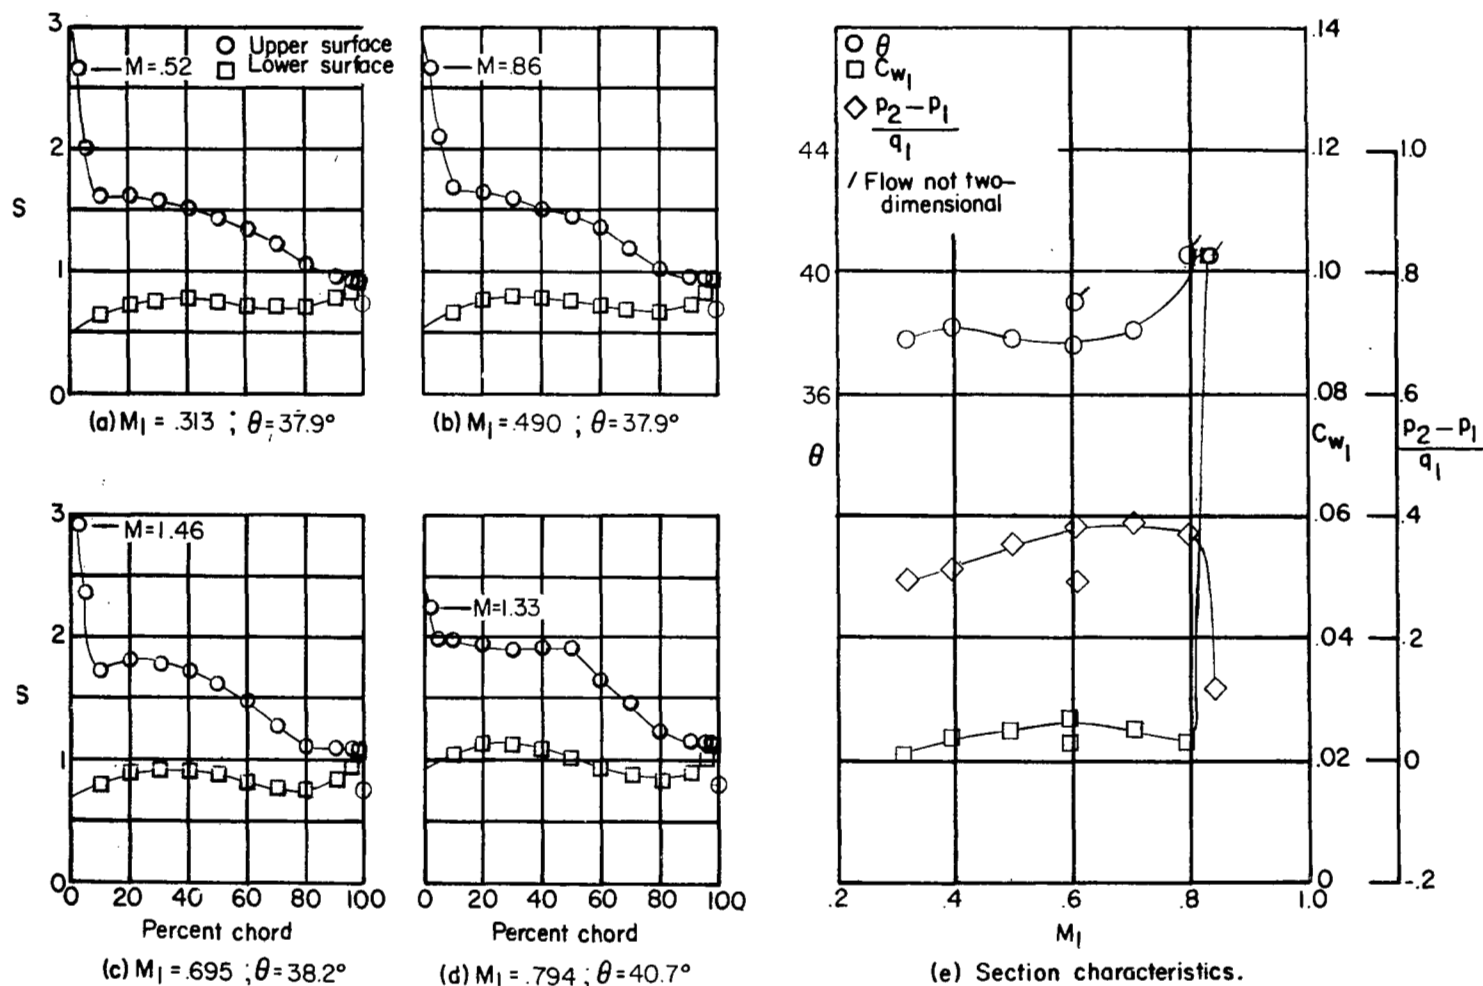 3
2
S
1
0
M=.52
○ Upper surface
□ Lower surface
(a) M1 = .313 ; θ=37.9°
M=.86
(b) M1=.490 ; θ=37.9°
3
2
S
1
0
M=1.46
0 20 40 60 80 100
Percent chord
(c) M1=.695 ; θ=38.2°
M=1.33
0 20 40 60 80 100
Percent chord
(d) M1=.794 ; θ=40.7°
○ θ
□ Cw1
◇ p2−p1
q1
/ Flow not two-
dimensional
44
40
36
θ
.14
.12
.10
.08
Cw1
.06
.04
.02
0
1.0
.8
.6
p2−p1
q1
.4
.2
0
-.2
.2 .4 .6 .8 1.0
M1
(e) Section characteristics.